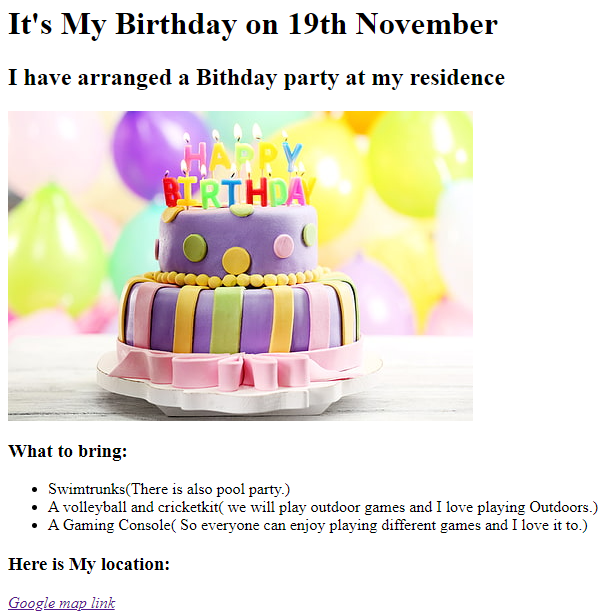 It's My Birthday on 19th November
I have arranged a Bithday party at my residence
HAPPY
BIRTHDAY
What to bring:
Swimtrunks(There is also pool party.)
A volleyball and cricketkit( we will play outdoor games and I love playing Outdoors.)
A Gaming Console( So everyone can enjoy playing different games and I love it to.)
Here is My location:
Google map link